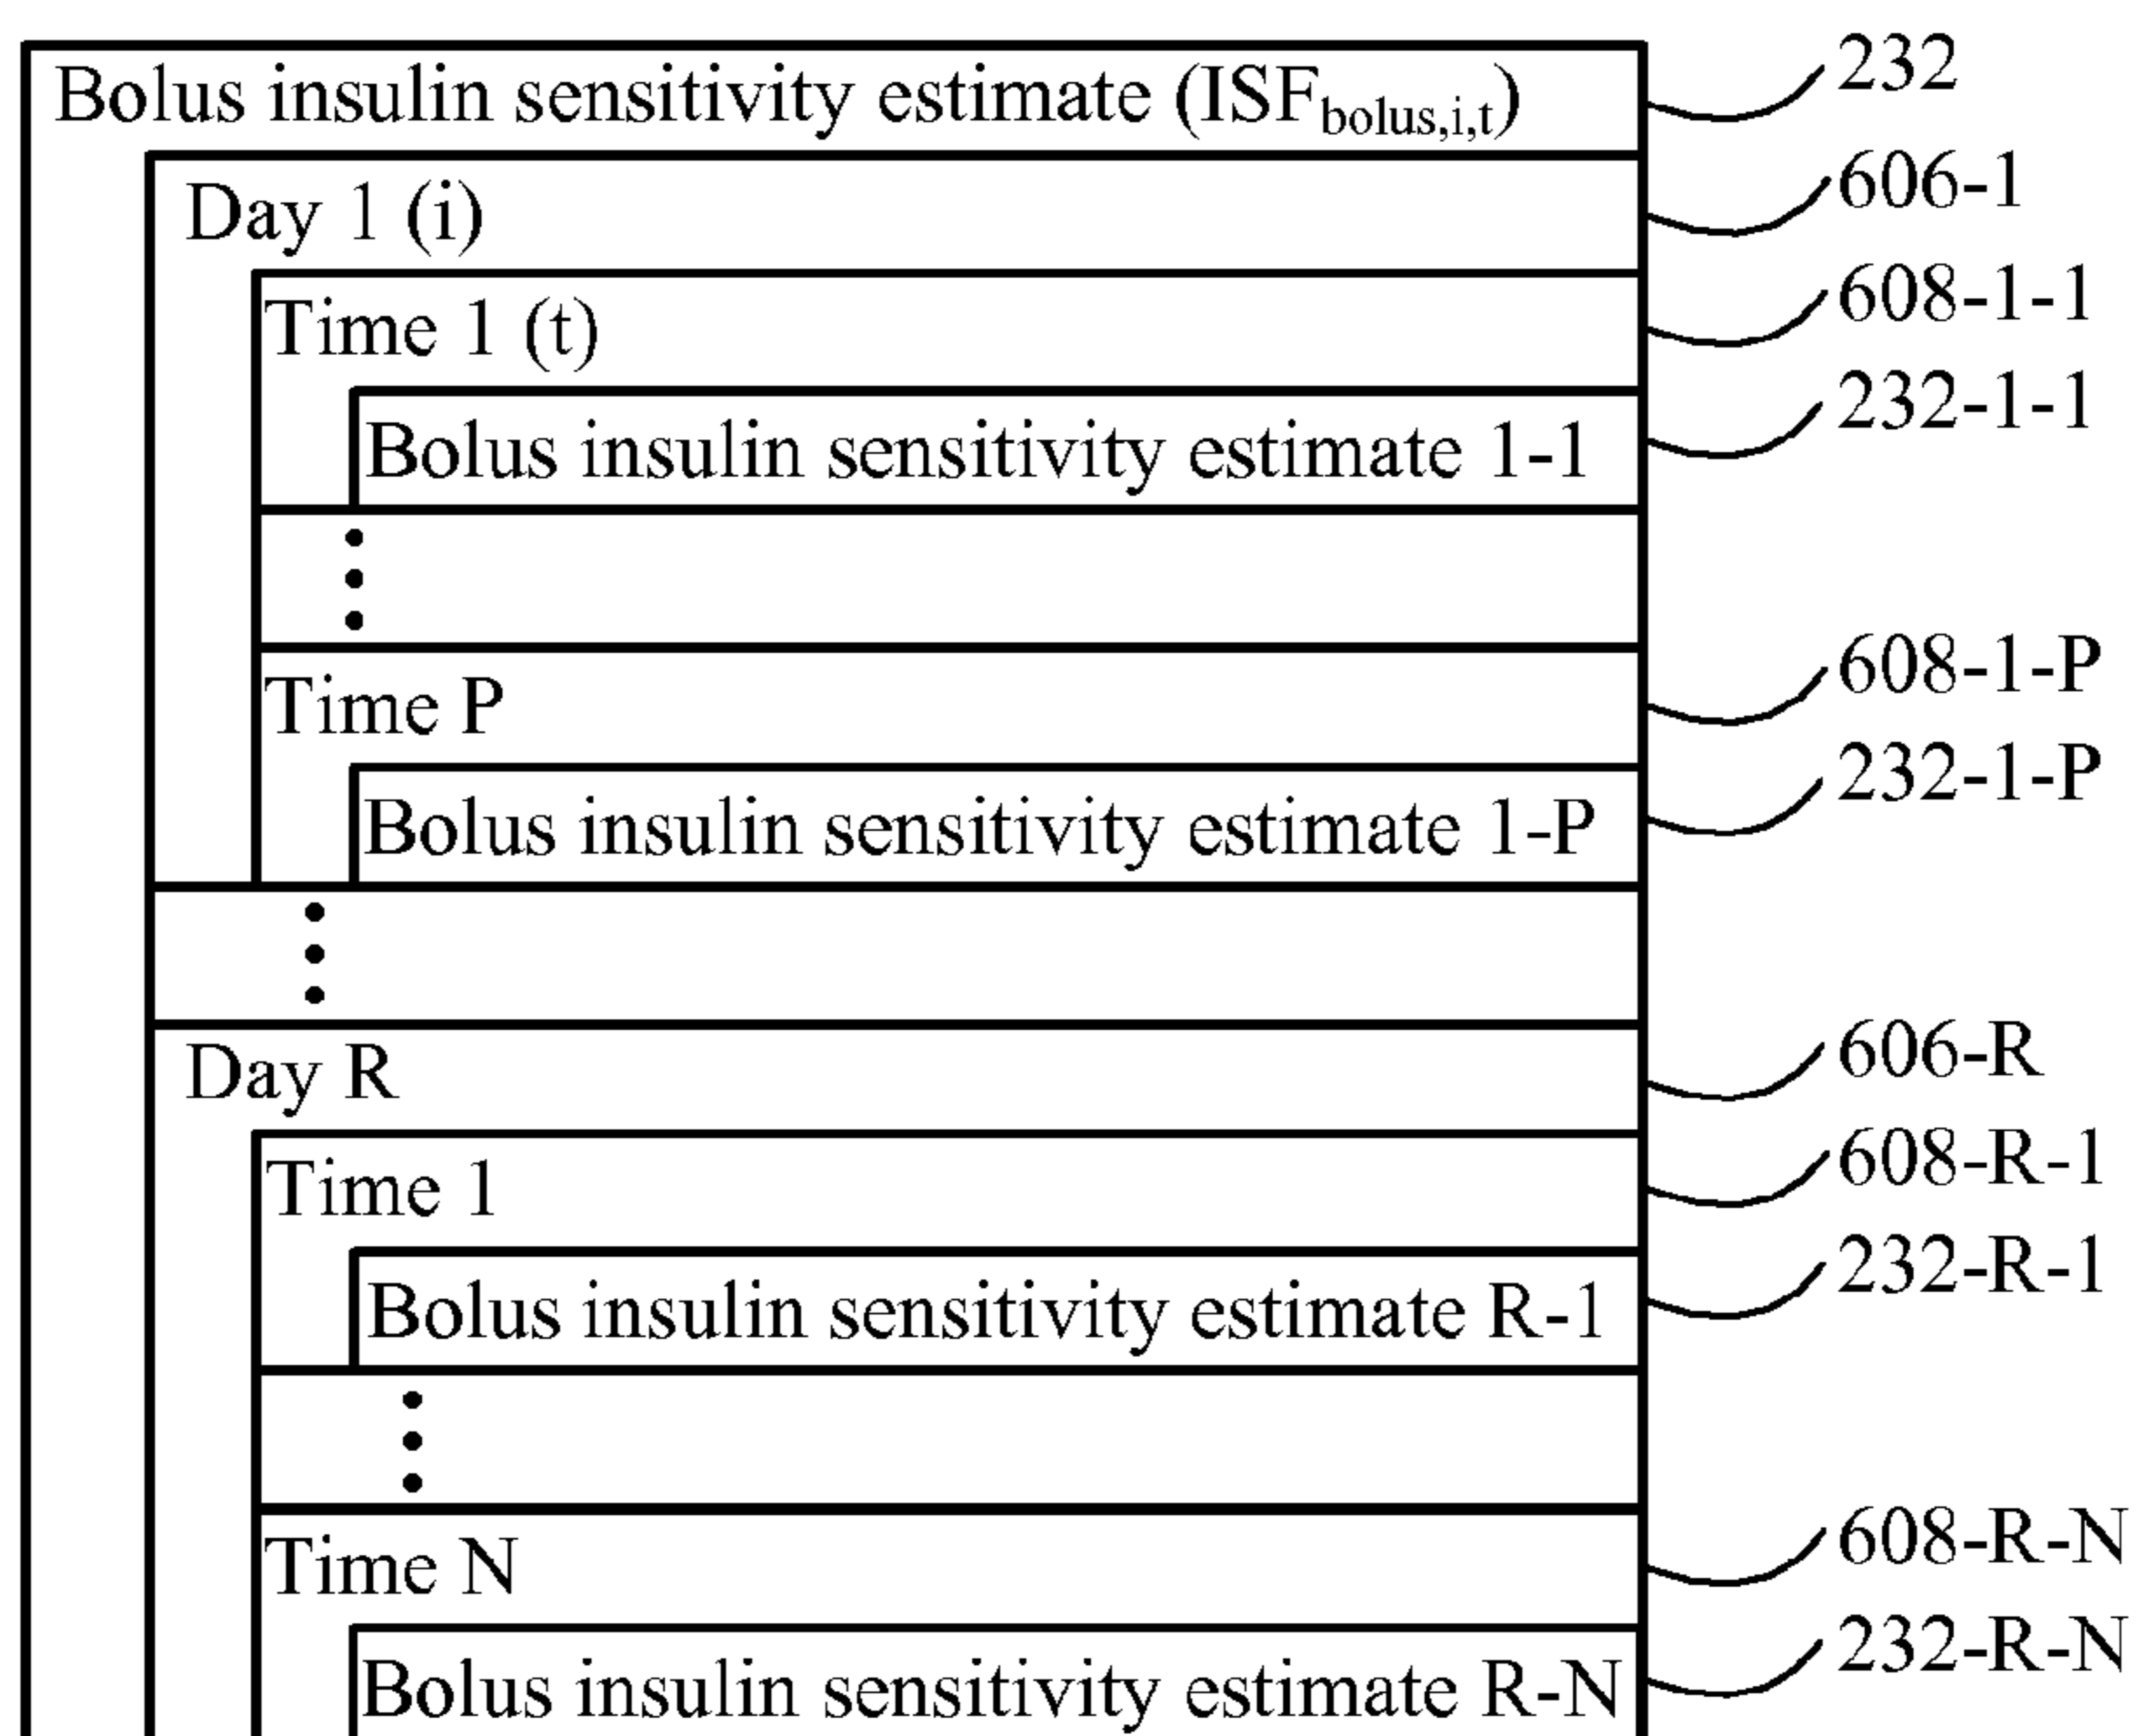 Bolus insulin sensitivity estimate (ISFbolus,i,t) 232
Day 1 (i) 606-1
Time 1 (t) 608-1-1
Bolus insulin sensitivity estimate 1-1 232-1-1
Time P 608-1-P
Bolus insulin sensitivity estimate 1-P 232-1-P
Day R 606-R
Time 1 608-R-1
Bolus insulin sensitivity estimate R-1 232-R-1
Time N 608-R-N
Bolus insulin sensitivity estimate R-N 232-R-N